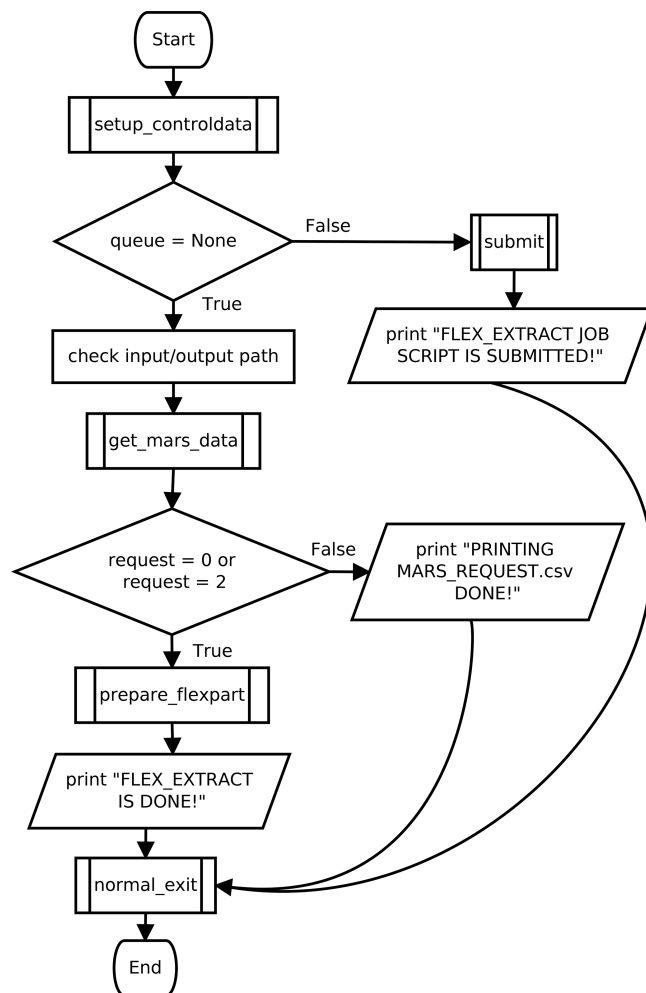 Start
setup_controldata
queue = None
False
submit
True
print "FLEX_EXTRACT JOB
SCRIPT IS SUBMITTED!"
check input/output path
get_mars_data
request = 0 or
request = 2
False
print "PRINTING
MARS_REQUEST.csv
DONE!"
True
prepare_flexpart
print "FLEX_EXTRACT
IS DONE!"
normal_exit
End